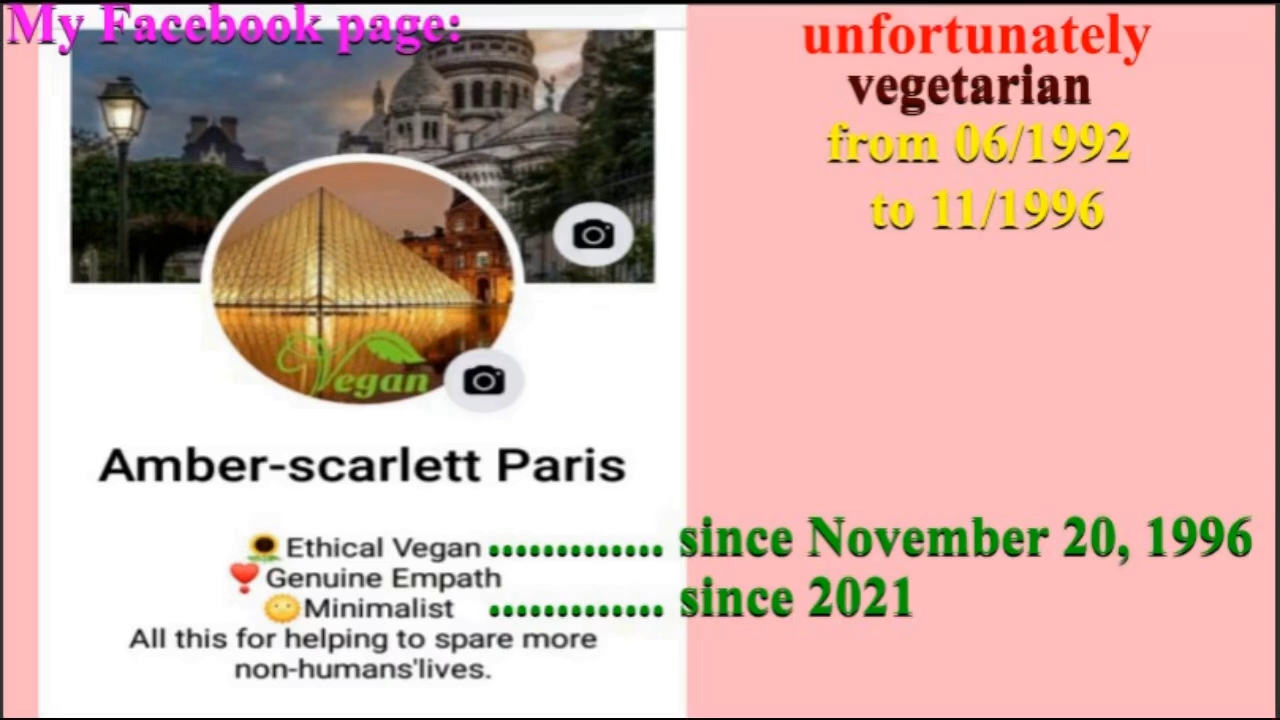 My Facebook page:
unfortunately
vegetarian
from 06/1992
to 11/1996
Vegan
Amber-scarlett Paris
🌻Ethical Vegan ............. since November 20, 1996
❣️Genuine Empath
🌝Minimalist ............. since 2021
All this for helping to spare more
non-humans'lives.